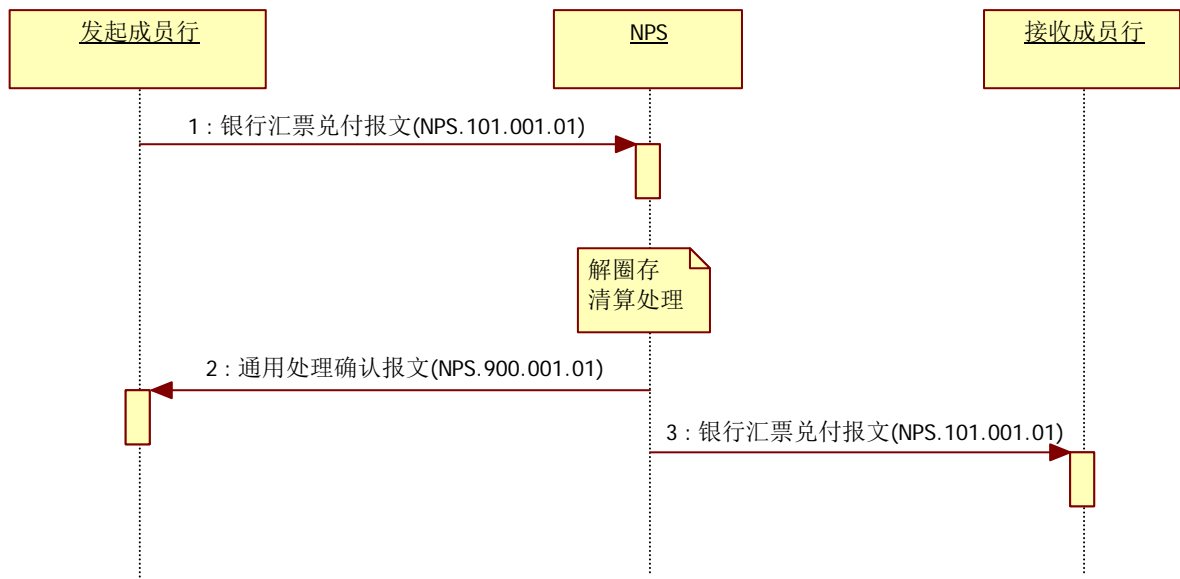 发起成员行
NPS
接收成员行
1 : 银行汇票兑付报文(NPS.101.001.01)
解圈存
清算处理
2 : 通用处理确认报文(NPS.900.001.01)
3 : 银行汇票兑付报文(NPS.101.001.01)